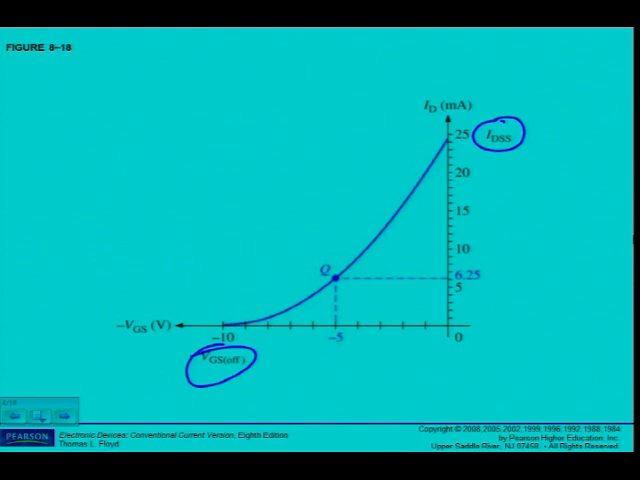 FIGURE 8–18
I_D (mA)
25 I_DSS
20
15
10
Q
6.25
5
–V_GS (V)
–10 –5 0
V_GS(off)
PEARSON
Electronic Devices: Conventional Current Version, Eighth Edition
Thomas L. Floyd
Copyright © 2008,2005,2002,1999,1996,1992,1988,1984
by Pearson Higher Education, Inc.
Upper Saddle River, NJ 07458. • All Rights Reserved.